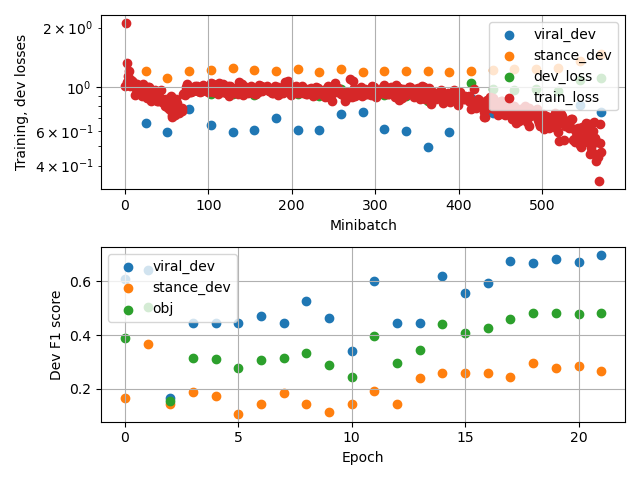 Training, dev losses
2 × 10⁰
10⁰
6 × 10⁻¹
4 × 10⁻¹
viral_dev
stance_dev
dev_loss
train_loss
0 100 200 300 400 500
Minibatch
Dev F1 score
0.6
0.4
0.2
viral_dev
stance_dev
obj
0 5 10 15 20
Epoch